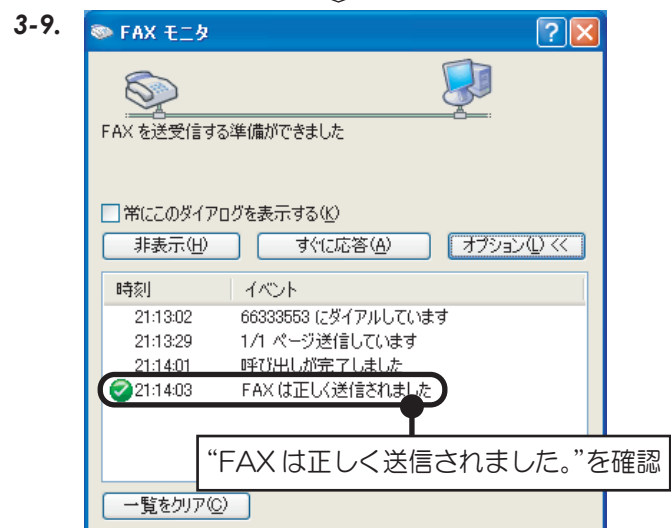 3-9.
FAX モニタ
FAX を送受信する準備ができました
常にこのダイアログを表示する(K)
非表示(H) すぐに応答(A) オプション(L) <<
時刻 イベント
21:13:02 66333553 にダイアルしています
21:13:29 1/1 ページ送信しています
21:14:01 呼び出しが完了しました
21:14:03 FAX は正しく送信されました
“FAX は正しく送信されました。”を確認
一覧をクリア(C)